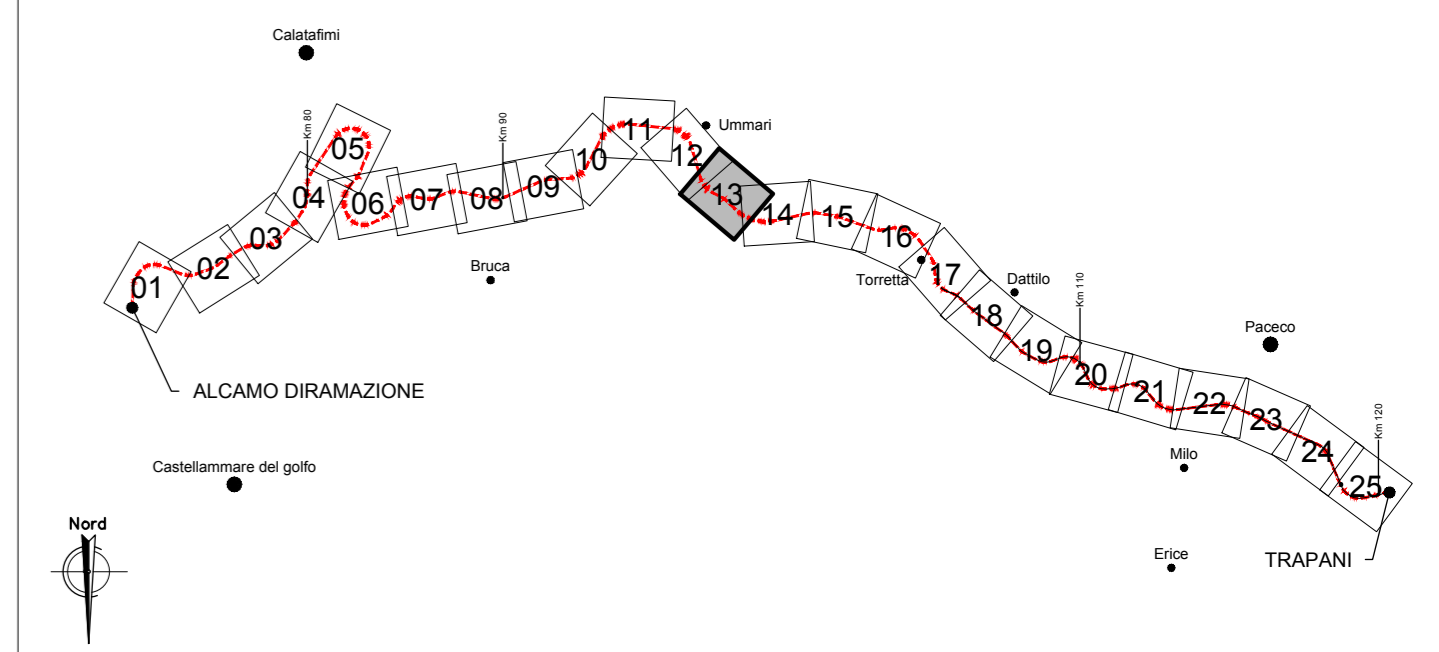 Calatafimi
Km 80
Km 90
Ummari
05
11
12
10
04
06
07
08
09
13
14
15
16
03
02
01
Bruca
Torretta
17
Dattilo
Km 110
18
19
Paceco
20
21
22
23
24
25
Km 120
ALCAMO DIRAMAZIONE
Castellammare del golfo
Milo
Nord
Erice
TRAPANI